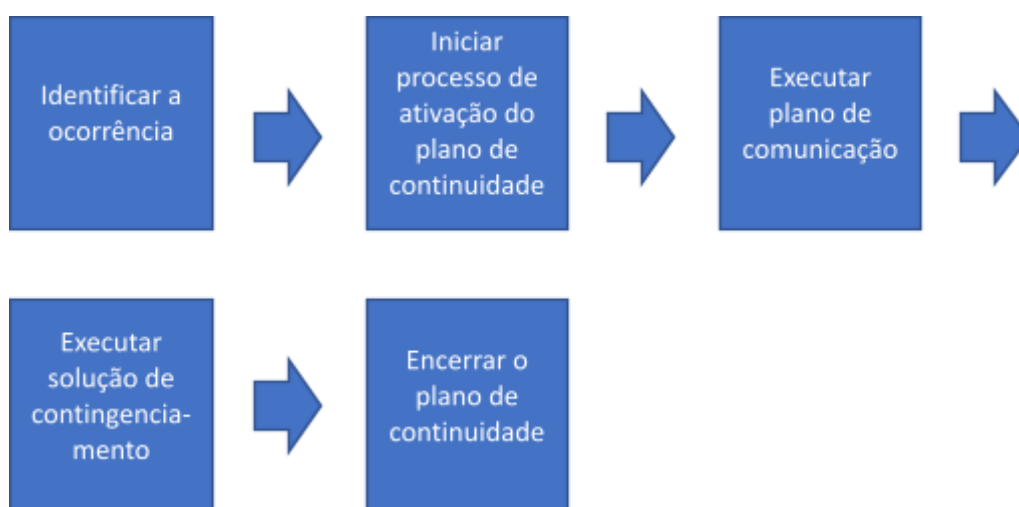 Identificar a
ocorrência
Iniciar
processo de
ativação do
plano de
continuidade
Executar
plano de
comunicação
Executar
solução de
contingencia-
mento
Encerrar o
plano de
continuidade